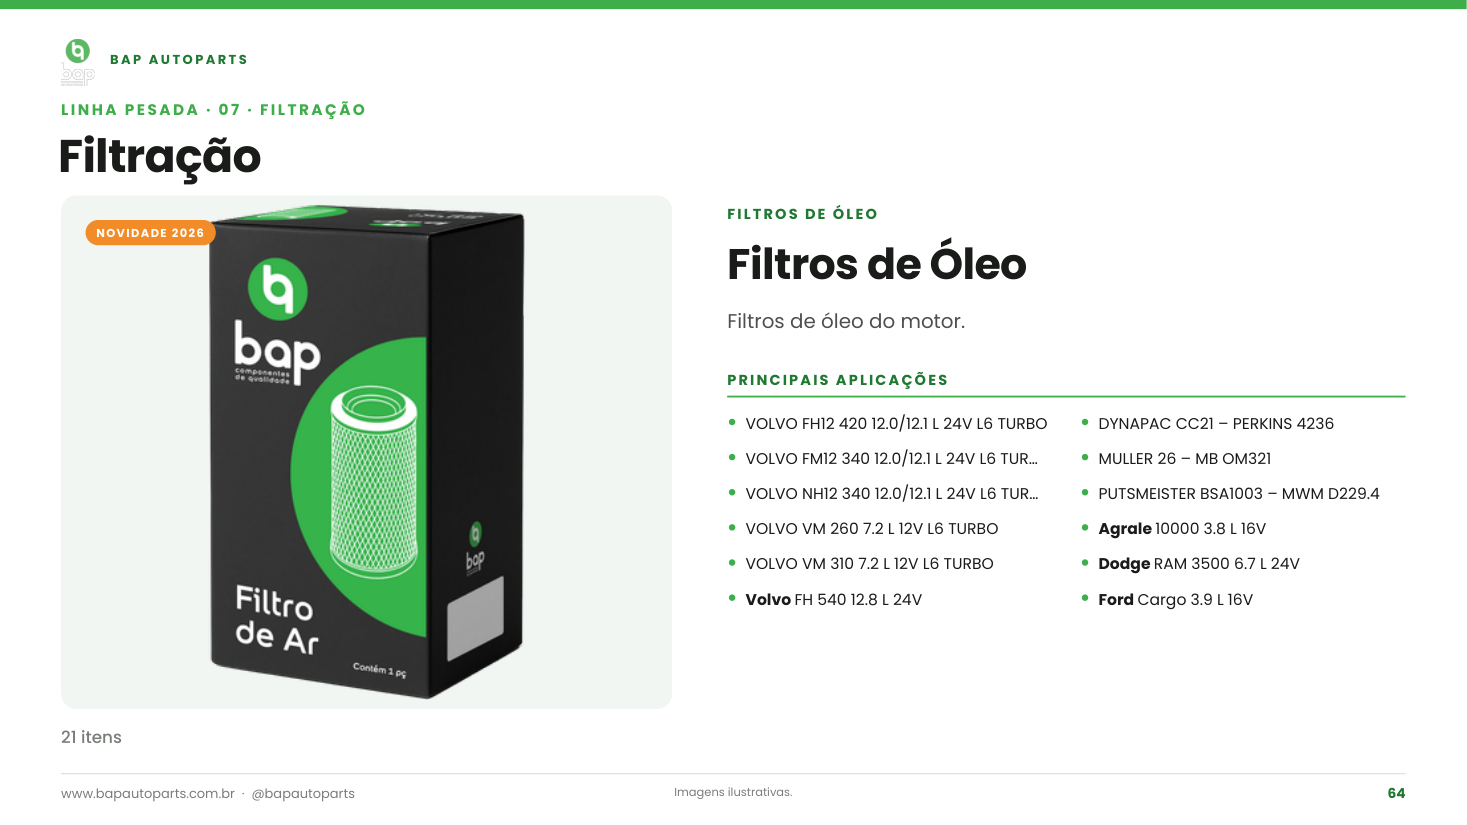 bap
BAP AUTOPARTS
LINHA PESADA · 07 · FILTRAÇÃO
Filtração
NOVIDADE 2026
bap
componentes
de qualidade
bap
Filtro
de Ar
Contém 1 pç
21 itens
FILTROS DE ÓLEO
Filtros de Óleo
Filtros de óleo do motor.
PRINCIPAIS APLICAÇÕES
VOLVO FH12 420 12.0/12.1 L 24V L6 TURBO
VOLVO FM12 340 12.0/12.1 L 24V L6 TUR…
VOLVO NH12 340 12.0/12.1 L 24V L6 TUR…
VOLVO VM 260 7.2 L 12V L6 TURBO
VOLVO VM 310 7.2 L 12V L6 TURBO
Volvo FH 540 12.8 L 24V
DYNAPAC CC21 – PERKINS 4236
MULLER 26 – MB OM321
PUTSMEISTER BSA1003 – MWM D229.4
Agrale 10000 3.8 L 16V
Dodge RAM 3500 6.7 L 24V
Ford Cargo 3.9 L 16V
www.bapautoparts.com.br · @bapautoparts
Imagens ilustrativas.
64